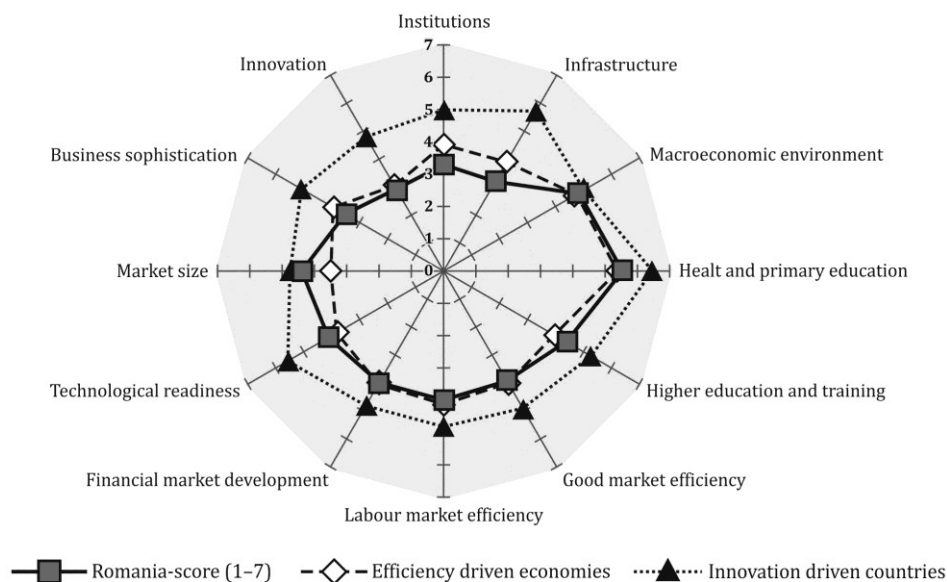 Institutions
7
6
5
4
3
2
1
0
Innovation
Infrastructure
Business sophistication
Macroeconomic environment
Market size
Healt and primary education
Technological readiness
Higher education and training
Financial market development
Good market efficiency
Labour market efficiency
Romania-score (1–7)
Efficiency driven economies
Innovation driven countries